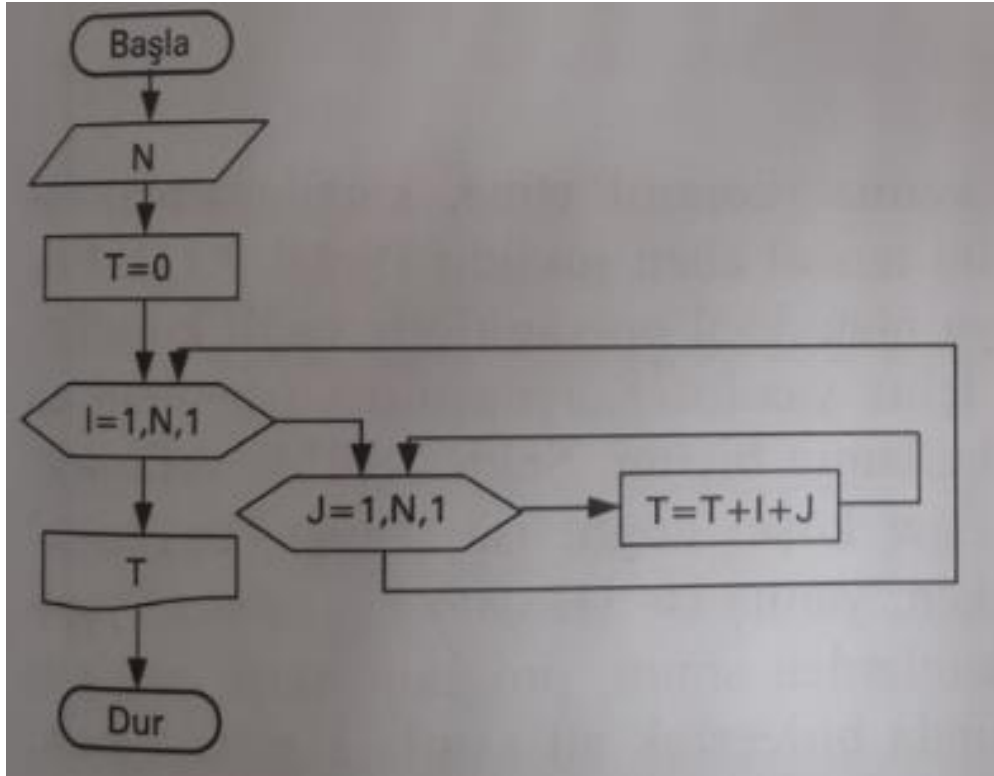 Başla
N
T=0
I=1,N,1
J=1,N,1
T=T+I+J
T
Dur